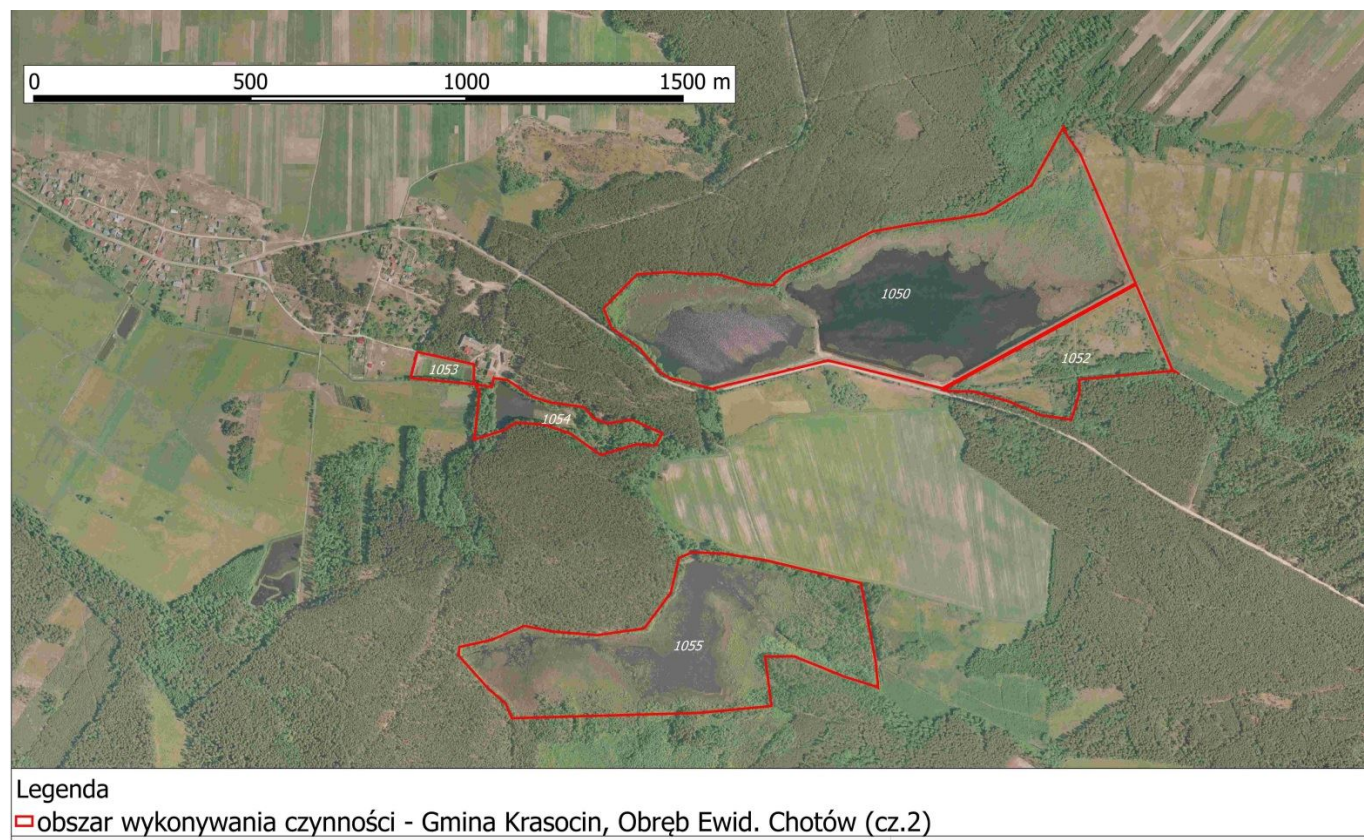 0 500 1000 1500 m
1050
1052
1053
1054
1055
Legenda
obszar wykonywania czynności - Gmina Krasocin, Obręb Ewid. Chotów (cz.2)